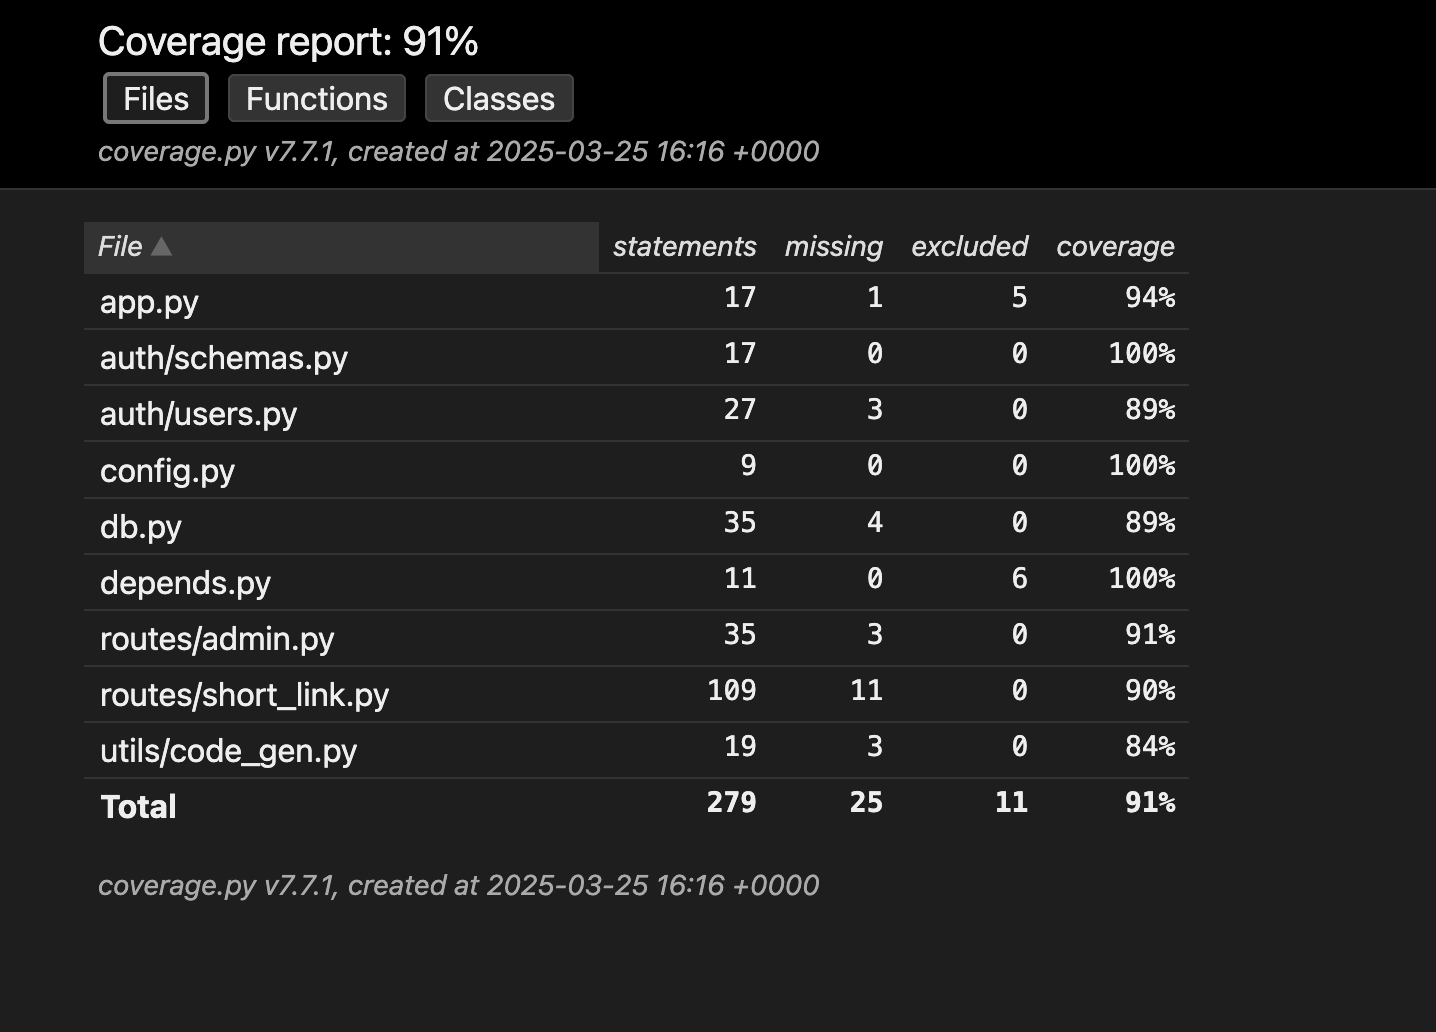 Coverage report: 91%
Files Functions Classes
coverage.py v7.7.1, created at 2025-03-25 16:16 +0000
File ▲ statements missing excluded coverage
app.py 17 1 5 94%
auth/schemas.py 17 0 0 100%
auth/users.py 27 3 0 89%
config.py 9 0 0 100%
db.py 35 4 0 89%
depends.py 11 0 6 100%
routes/admin.py 35 3 0 91%
routes/short_link.py 109 11 0 90%
utils/code_gen.py 19 3 0 84%
Total 279 25 11 91%
coverage.py v7.7.1, created at 2025-03-25 16:16 +0000